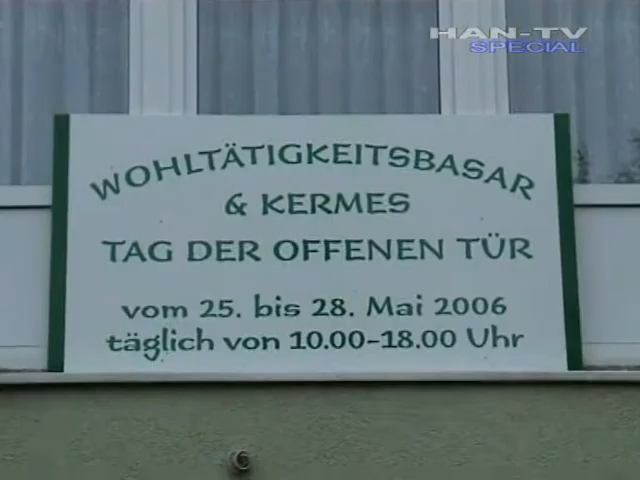 HAN-TV
SPECIAL
WOHLTÄTIGKEITSBASAR
& KERMES
TAG DER OFFENEN TÜR
vom 25. bis 28. Mai 2006
täglich von 10.00-18.00 Uhr